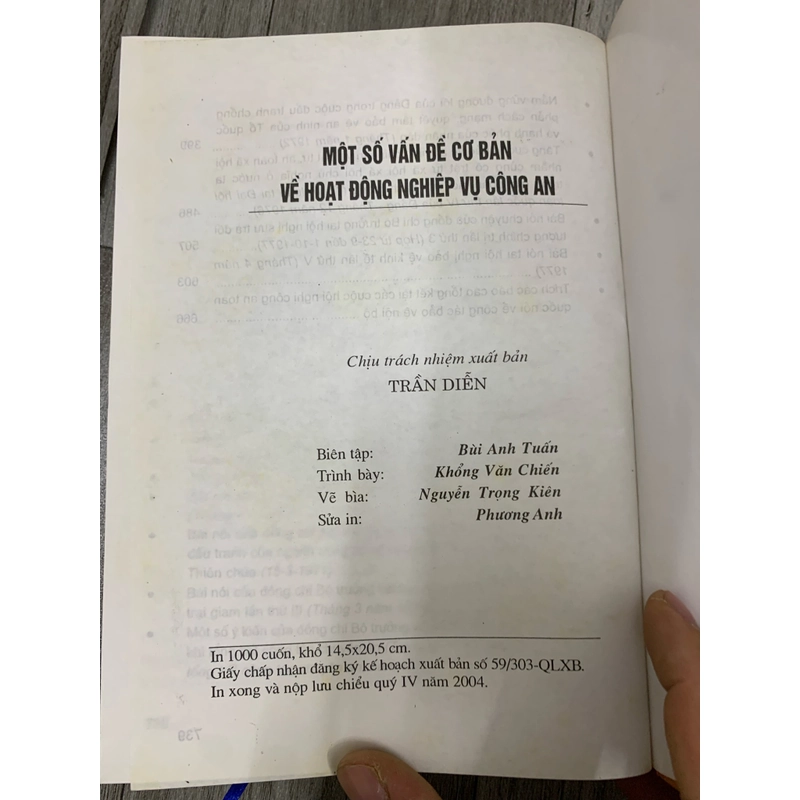 MỘT SỐ VẤN ĐỀ CƠ BẢN
VỀ HOẠT ĐỘNG NGHIỆP VỤ CÔNG AN
Chịu trách nhiệm xuất bản
TRẦN DIỄN
Biên tập: Bùi Anh Tuấn
Trình bày: Khổng Văn Chiến
Vẽ bìa: Nguyễn Trọng Kiên
Sửa in: Phương Anh
In 1000 cuốn, khổ 14,5x20,5 cm.
Giấy chấp nhận đăng ký kế hoạch xuất bản số 59/303-QLXB.
In xong và nộp lưu chiểu quý IV năm 2004.